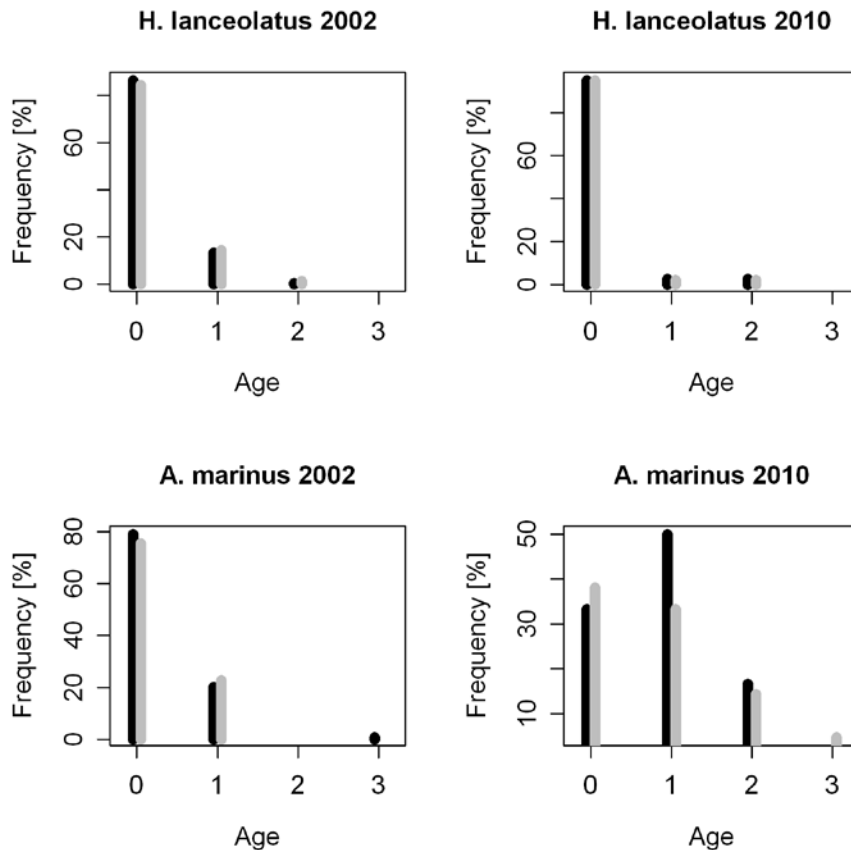 H. lanceolatus 2002
Frequency [%]
60
20
0
0 1 2 3
Age
H. lanceolatus 2010
Frequency [%]
60
20
0
0 1 2 3
Age
A. marinus 2002
Frequency [%]
80
60
40
20
0
0 1 2 3
Age
A. marinus 2010
Frequency [%]
50
30
10
0 1 2 3
Age